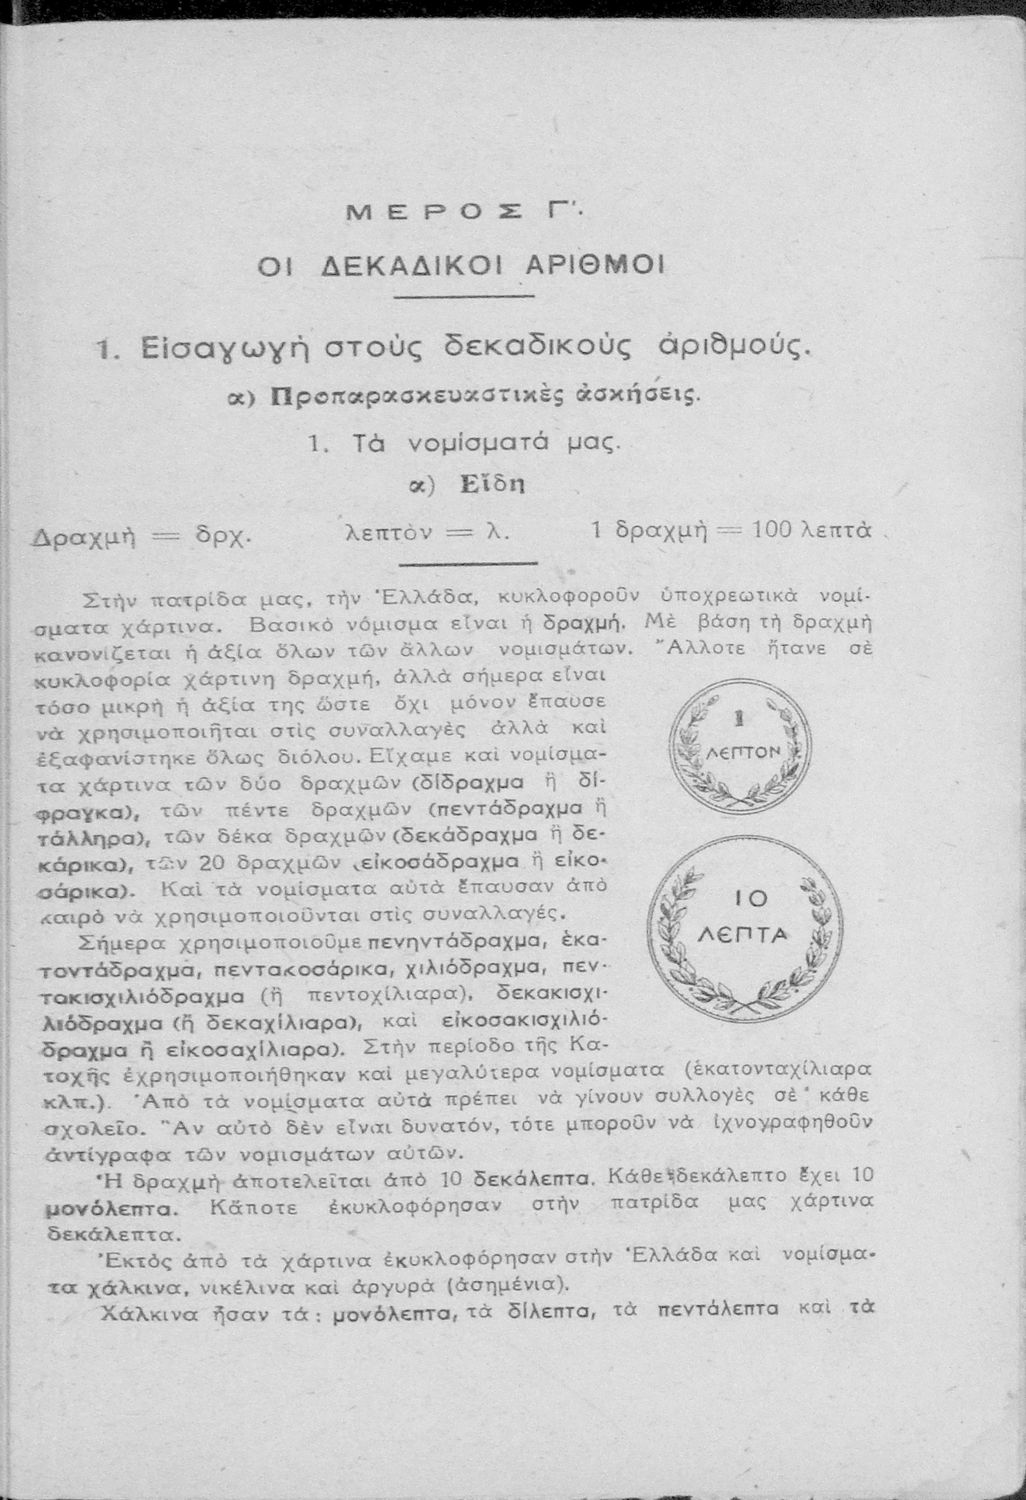 ΜΕΡΟΣ Γ'.
ΟΙ ΔΕΚΑΔΙΚΟΙ ΑΡΙΘΜΟΙ
1. Εἰσαγωγὴ στοὺς δεκαδικοὺς ἀριθμούς.
α) Προπαρασκευαστικὲς ἀσκήσεις.
1. Τὰ νομίσματά μας.
α) Εἴδη
Δραχμὴ = δρχ. λεπτὸν = λ. 1 δραχμὴ = 100 λεπτὰ
Στὴν πατρίδα μας, τὴν Ἑλλάδα, κυκλοφοροῦν ὑποχρεωτικὰ νομί-
σματα χάρτινα. Βασικὸ νόμισμα εἶναι ἡ δραχμή. Μὲ βάση τὴ δραχμὴ
κανονίζεται ἡ ἀξία ὅλων τῶν ἄλλων νομισμάτων. Ἄλλοτε ἤτανε σὲ
κυκλοφορία χάρτινη δραχμή, ἀλλὰ σήμερα εἶναι
τόσο μικρὴ ἡ ἀξία της ὥστε ὄχι μόνον ἔπαυσε
νὰ χρησιμοποιῆται στὶς συναλλαγὲς ἀλλὰ καὶ
ἐξαφανίστηκε ὅλως διόλου. Εἴχαμε καὶ νομίσμα-
τα χάρτινα τῶν δύο δραχμῶν (δίδραχμα ἢ δί-
φραγκα), τῶν πέντε δραχμῶν (πεντάδραχμα ἢ
τάλληρα), τῶν δέκα δραχμῶν (δεκάδραχμα ἢ δε-
κάρικα), τῶν 20 δραχμῶν (εἰκοσάδραχμα ἢ εἰκο-
σάρικα). Καὶ τὰ νομίσματα αὐτὰ ἔπαυσαν ἀπὸ
καιρὸ νὰ χρησιμοποιοῦνται στὶς συναλλαγές.
Σήμερα χρησιμοποιοῦμε πενηντάδραχμα, ἑκα-
τοντάδραχμα, πεντακοσάρικα, χιλιόδραχμα, πεν-
τακισχιλιόδραχμα (ἢ πεντοχίλιαρα), δεκακισχι-
λιόδραχμα (ἢ δεκαχίλιαρα), καὶ εἰκοσακισχιλιό-
δραχμα ἢ εἰκοσαχίλιαρα). Στὴν περίοδο τῆς Κα-
τοχῆς ἐχρησιμοποιήθηκαν καὶ μεγαλύτερα νομίσματα (ἑκατονταχίλιαρα
κλπ.). Ἀπὸ τὰ νομίσματα αὐτὰ πρέπει νὰ γίνουν συλλογὲς σὲ κάθε
σχολεῖο. Ἂν αὐτὸ δὲν εἶναι δυνατόν, τότε μποροῦν νὰ ἰχνογραφηθοῦν
ἀντίγραφα τῶν νομισμάτων αὐτῶν.
Ἡ δραχμὴ ἀποτελεῖται ἀπὸ 10 δεκάλεπτα. Κάθε δεκάλεπτο ἔχει 10
μονόλεπτα. Κάποτε ἐκυκλοφόρησαν στὴν πατρίδα μας χάρτινα
δεκάλεπτα.
Ἐκτὸς ἀπὸ τὰ χάρτινα ἐκυκλοφόρησαν στὴν Ἑλλάδα καὶ νομίσμα-
τα χάλκινα, νικέλινα καὶ ἀργυρὰ (ἀσημένια).
Χάλκινα ἦσαν τά: μονόλεπτα, τὰ δίλεπτα, τὰ πεντάλεπτα καὶ τὰ
1
ΛΕΠΤΟΝ
10
ΛΕΠΤΑ